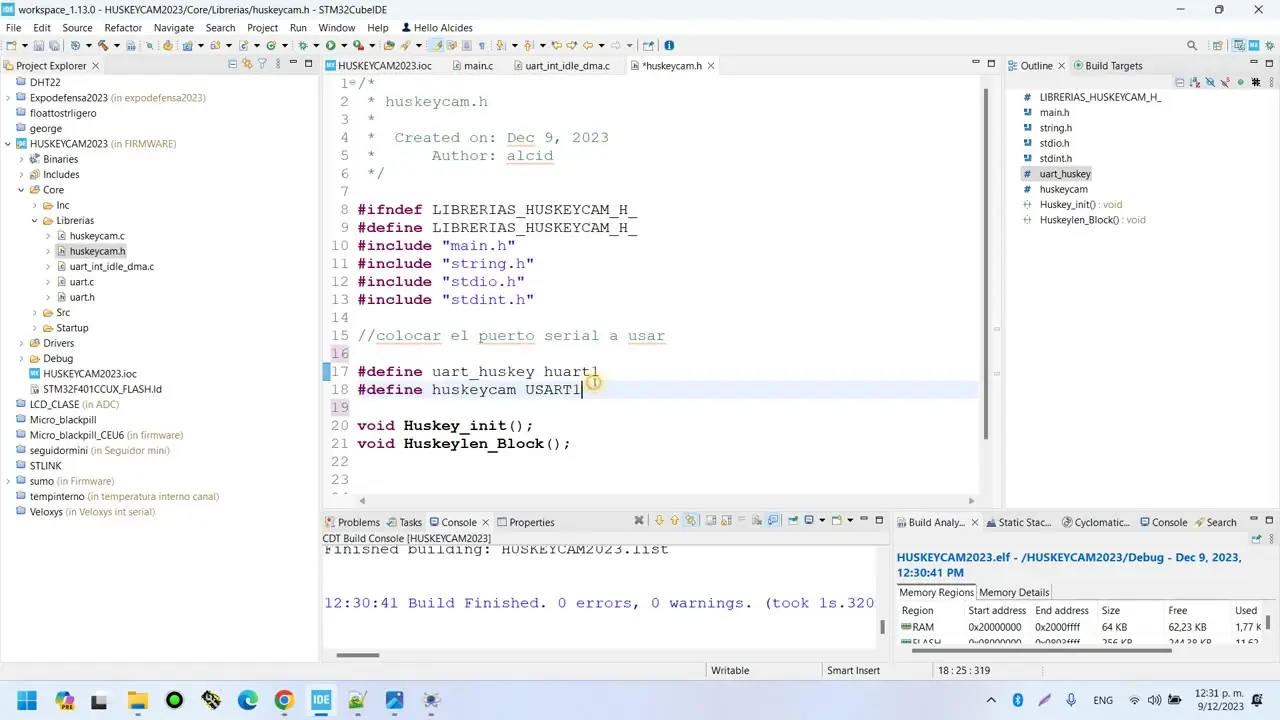 workspace_1.13.0 - HUSKEYCAM2023/Core/Librerias/huskeycam.h - STM32CubeIDE
File Edit Source Refactor Navigate Search Project Run Window Help Hello Alcides
Project Explorer
DHT22
Expodefensa2023 (in expodefensa2023)
floattostrligero
george
HUSKEYCAM2023 (in FIRMWARE)
Binaries
Includes
Core
Inc
Librerias
huskeycam.c
huskeycam.h
uart_int_idle_dma.c
uart.c
uart.h
Src
Startup
Drivers
Debug
HUSKEYCAM2023.ioc
STM32F401CCUX_FLASH.ld
LCD_CLASE (in ADC)
Micro_blackpill
Micro_blackpill_CEU6 (in firmware)
seguidormini (in Seguidor mini)
STLINK
sumo (in Firmware)
tempinterno (in temperatura interno canal)
Veloxys (in Veloxys int serial)
HUSKEYCAM2023.ioc main.c uart_int_idle_dma.c *huskeycam.h
1 /*
2 * huskeycam.h
3 *
4 * Created on: Dec 9, 2023
5 * Author: alcid
6 */
7
8 #ifndef LIBRERIAS_HUSKEYCAM_H_
9 #define LIBRERIAS_HUSKEYCAM_H_
10 #include "main.h"
11 #include "string.h"
12 #include "stdio.h"
13 #include "stdint.h"
14
15 //colocar el puerto serial a usar
16
17 #define uart_huskey huart1
18 #define huskeycam USART1
19
20 void Huskey_init();
21 void Huskeylen_Block();
22
23
Outline Build Targets
LIBRERIAS_HUSKEYCAM_H_
main.h
string.h
stdio.h
stdint.h
uart_huskey
huskeycam
Huskey_init() : void
Huskeylen_Block() : void
Problems Tasks Console Properties
CDT Build Console [HUSKEYCAM2023]
Finished building: HUSKEYCAM2023.list
12:30:41 Build Finished. 0 errors, 0 warnings. (took 1s.320
Build Analy... Static Stac... Cyclomatic... Console Search
HUSKEYCAM2023.elf - /HUSKEYCAM2023/Debug - Dec 9, 2023,
12:30:41 PM
Memory Regions Memory Details
Region Start address End address Size Free Used
RAM 0x20000000 0x2000ffff 64 KB 62,23 KB 1,77 K
Writable Smart Insert 18 : 25 : 319
ENG 12:31 p. m.
9/12/2023